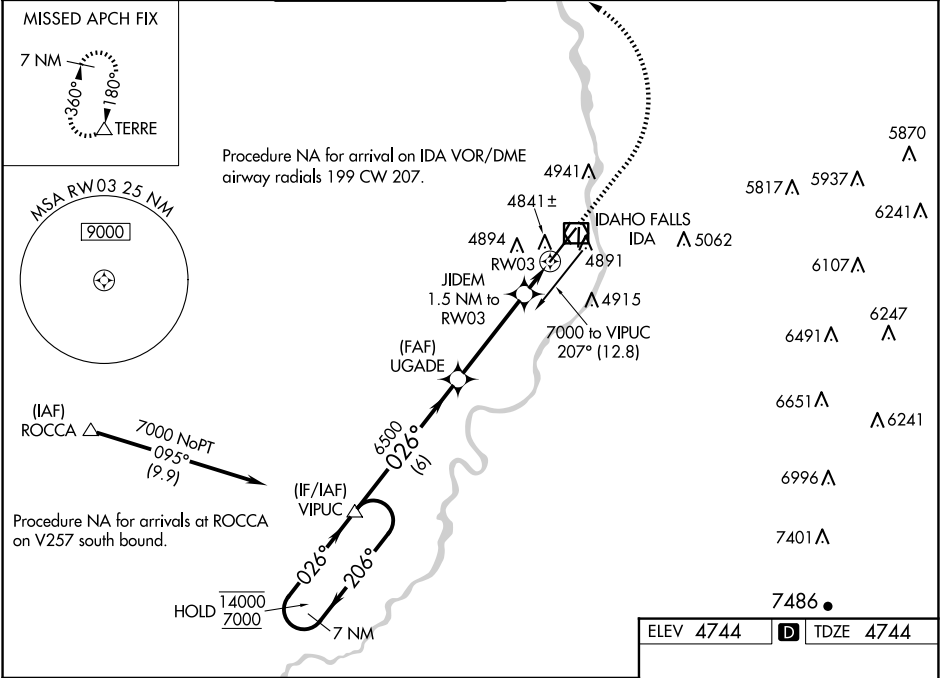 MISSED APCH FIX
7 NM
360°
180°
TERRE
MSA RW03 25 NM
9000
Procedure NA for arrival on IDA VOR/DME
airway radials 199 CW 207.
4941
4841±
4894
IDAHO FALLS
IDA
5062
4891
RW03
JIDEM
1.5 NM to
RW03
4915
7000 to VIPUC
207° (12.8)
(FAF)
UGADE
5870
5817
5937
6241
6107
6247
6491
6651
6241
6996
7401
7486
(IAF)
ROCCA
7000 NoPT
095°
(9.9)
6500
026°
(6)
(IF/IAF)
VIPUC
Procedure NA for arrivals at ROCCA
on V257 south bound.
026°
206°
HOLD
14000
7000
7 NM
ELEV 4744
D
TDZE 4744